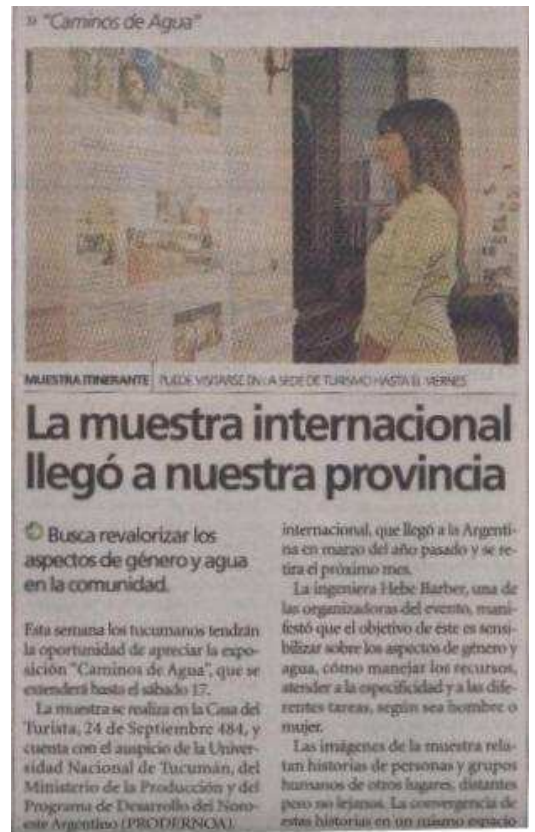 » "Caminos de Agua"
MUESTRA ITINERANTE | PUEDE VISITARSE EN LA SEDE DE TURISMO HASTA EL VIERNES
La muestra internacional
llegó a nuestra provincia
Busca revalorizar los
aspectos de género y agua
en la comunidad.
Esta semana los tucumanos tendrán
la oportunidad de apreciar la expo-
sición "Caminos de Agua", que se
extenderá hasta el sábado 17.
La muestra se realiza en la Casa del
Turista, 24 de Septiembre 484, y
cuenta con el auspicio de la Univer-
sidad Nacional de Tucumán, del
Ministerio de la Producción y del
Programa de Desarrollo del Noro-
este Argentino (PRODERNOA).
internacional, que llegó a la Argenti-
na en marzo del año pasado y se re-
tira el próximo mes.
La ingeniera Hebe Barber, una de
las organizadoras del evento, mani-
festó que el objetivo de éste es sensi-
bilizar sobre los aspectos de género y
agua, cómo manejar los recursos,
atender a la especificidad y a las dife-
rentes tareas, según sea hombre o
mujer.
Las imágenes de la muestra rela-
tan historias de personas y grupos
humanos de otros lugares, distantes
pero no lejanos. La convergencia de
estas historias en un mismo espacio